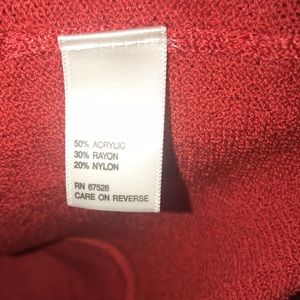 50% ACRYLIC
30% RAYON
20% NYLON
RN 67526
CARE ON REVERSE